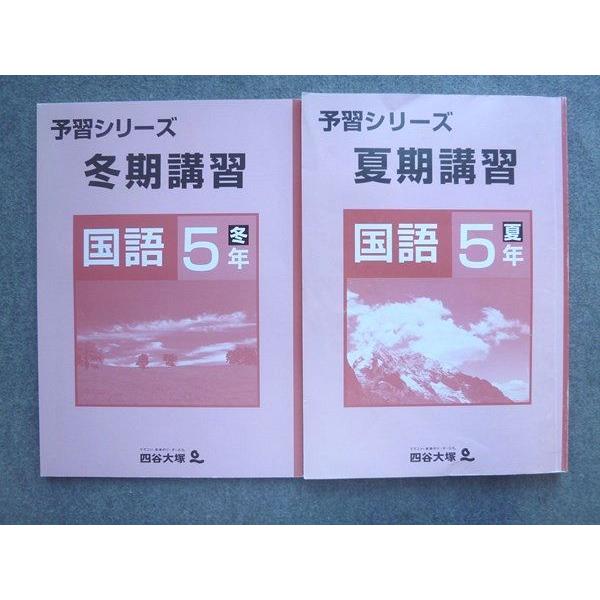 予習シリーズ
冬期講習
国語 5年
冬
四谷大塚
予習シリーズ
夏期講習
国語 5年
夏
四谷大塚